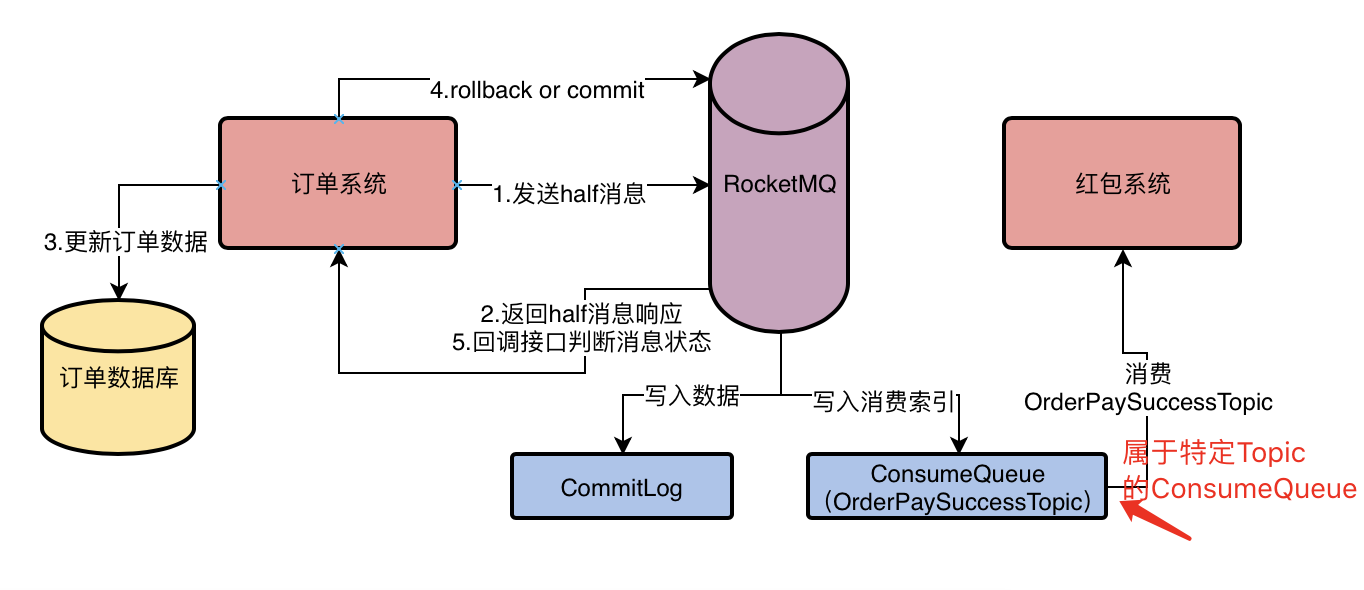 4.rollback or commit
订单系统
1.发送half消息
RocketMQ
红包系统
3.更新订单数据
2.返回half消息响应
5.回调接口判断消息状态
订单数据库
写入数据
写入消费索引
消费
OrderPaySuccessTopic
属于特定Topic
的ConsumeQueue
CommitLog
ConsumeQueue
（OrderPaySuccessTopic）